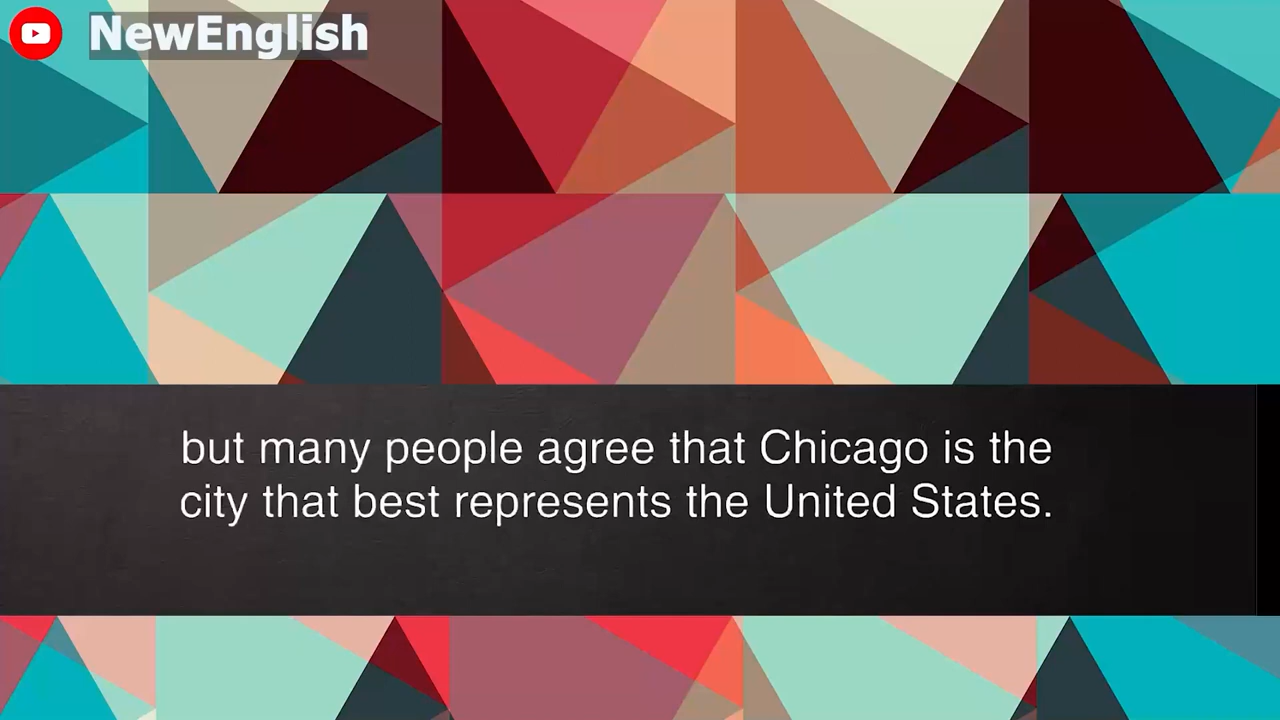 NewEnglish
but many people agree that Chicago is the
city that best represents the United States.